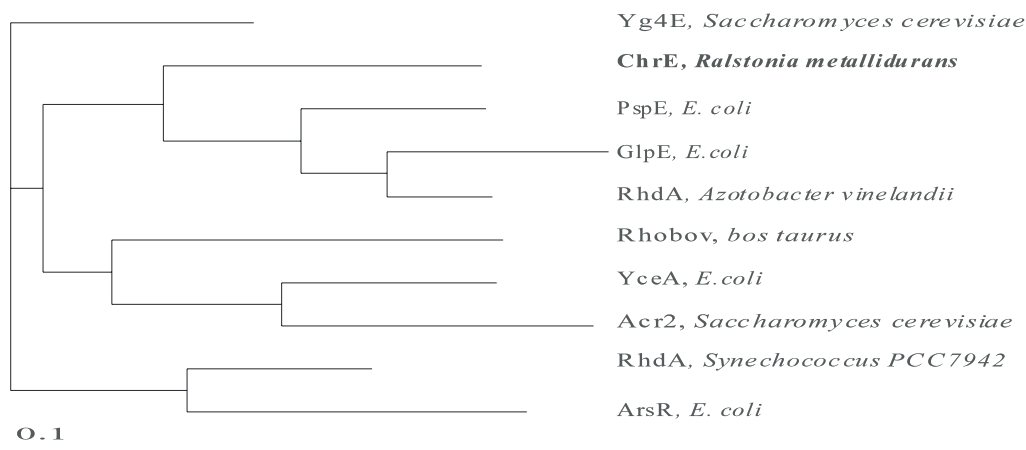 Yg4E, Saccharomyces cerevisiae
ChrE, Ralstonia metallidurans
PspE, E. coli
GlpE, E.coli
RhdA, Azotobacter vinelandii
Rhobov, bos taurus
YceA, E.coli
Acr2, Saccharomyces cerevisiae
RhdA, Synechococcus PCC7942
ArsR, E. coli
0.1